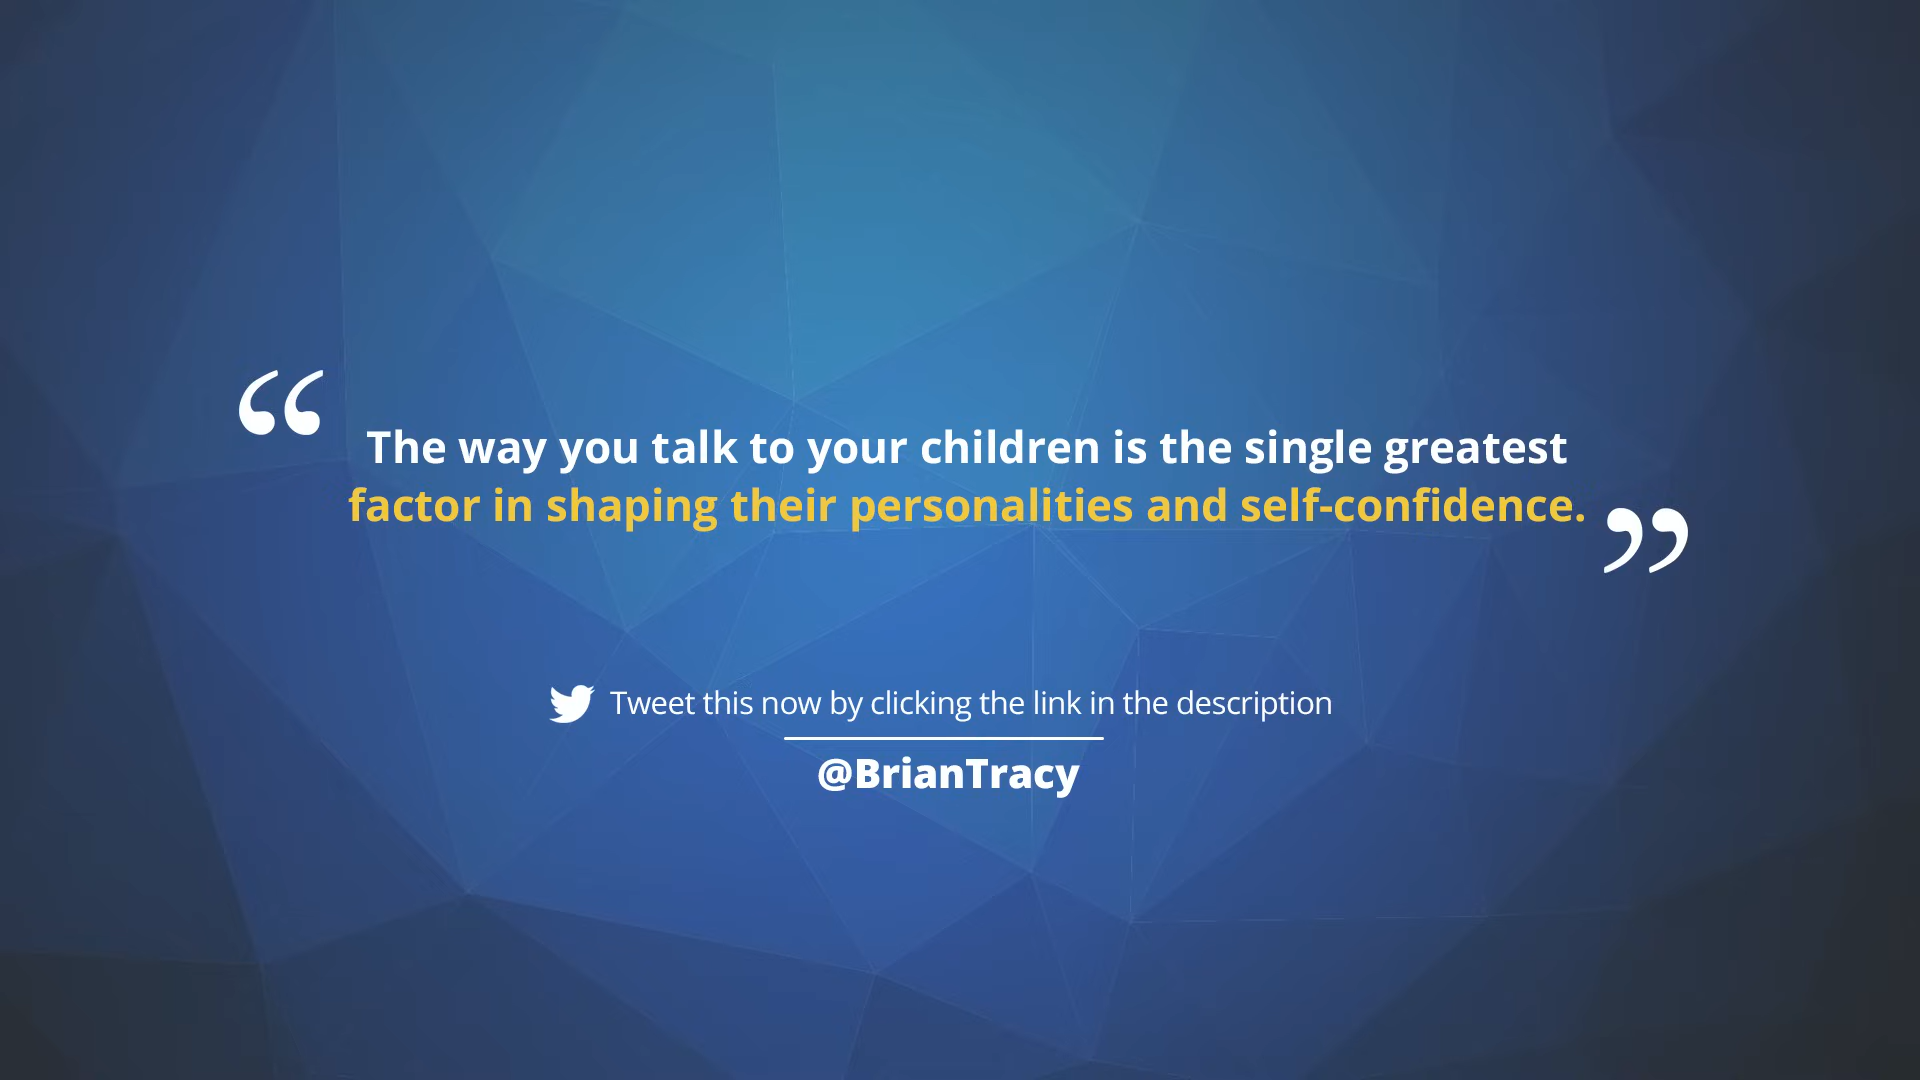 “The way you talk to your children is the single greatest
factor in shaping their personalities and self-confidence.”
Tweet this now by clicking the link in the description
@BrianTracy